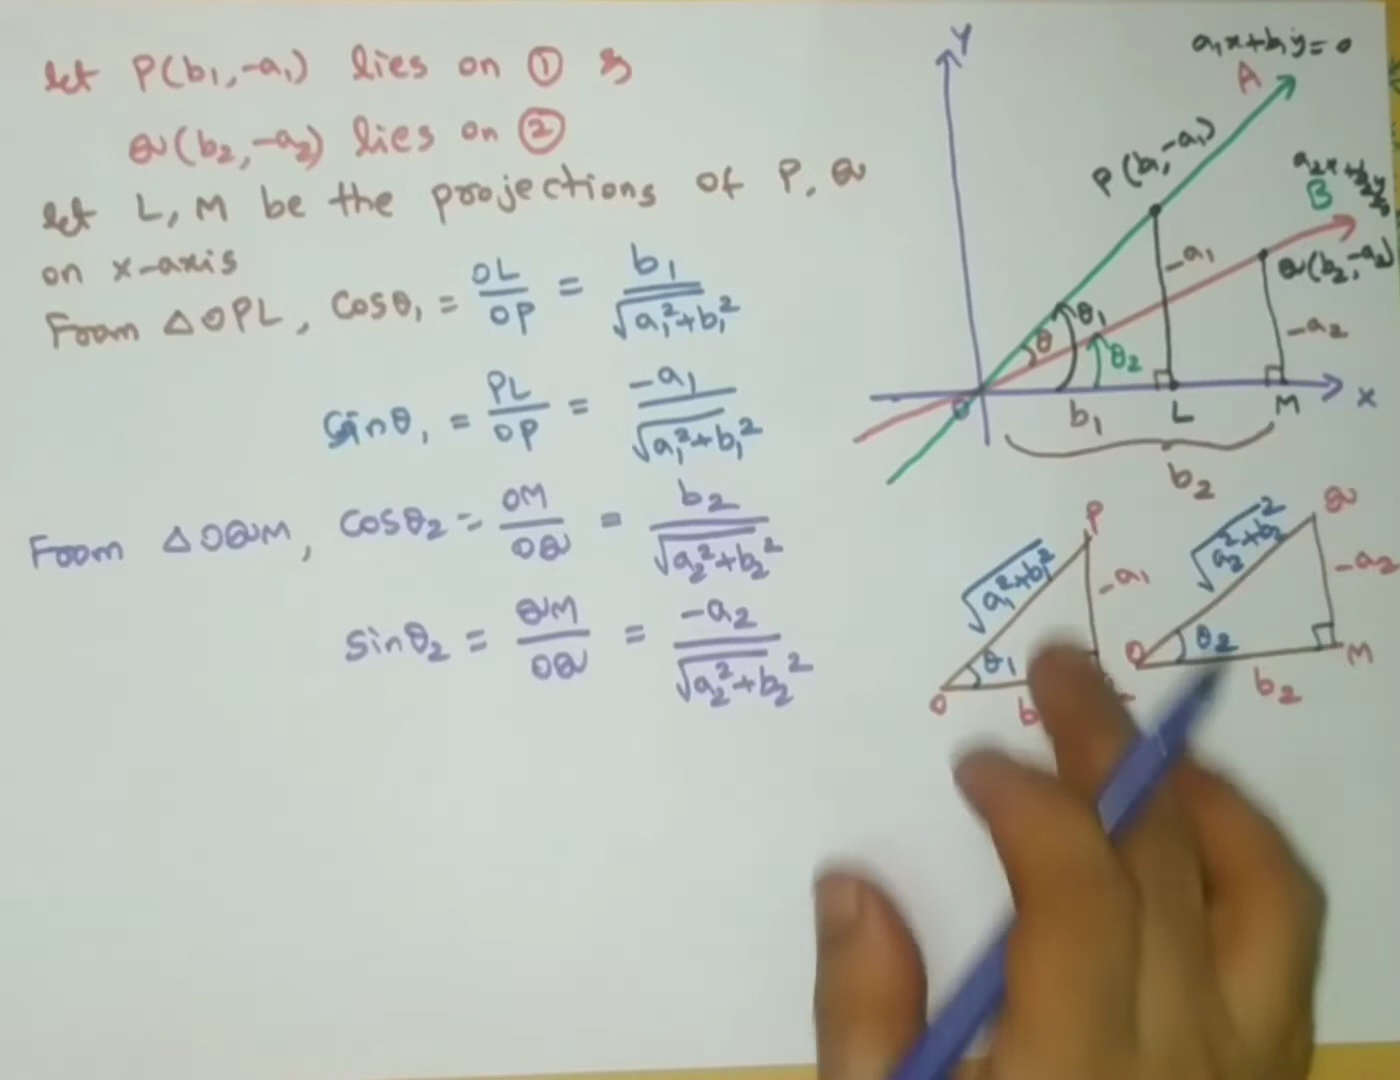 let P(b₁,-a₁) lies on ① &
Q(b₂,-a₂) lies on ②
let L, M be the projections of P, Q
on x-axis
From △OPL, cosθ₁ = OL/OP = b₁/√(a₁²+b₁²)
sinθ₁ = PL/OP = -a₁/√(a₁²+b₁²)
From △OQM, cosθ₂ = OM/OQ = b₂/√(a₂²+b₂²)
sinθ₂ = QM/OQ = -a₂/√(a₂²+b₂²)
Y
a₁x+b₁y=0
A
P(b₁,-a₁)
a₂x+b₂y=0
B
Q(b₂,-a₂)
-a₁
-a₂
θ
θ₁
θ₂
O
b₁
L
M
X
b₂
P
√(a₁²+b₁²)
-a₁
θ₁
O
Q
√(a₂²+b₂²)
-a₂
O
θ₂
M
b₂